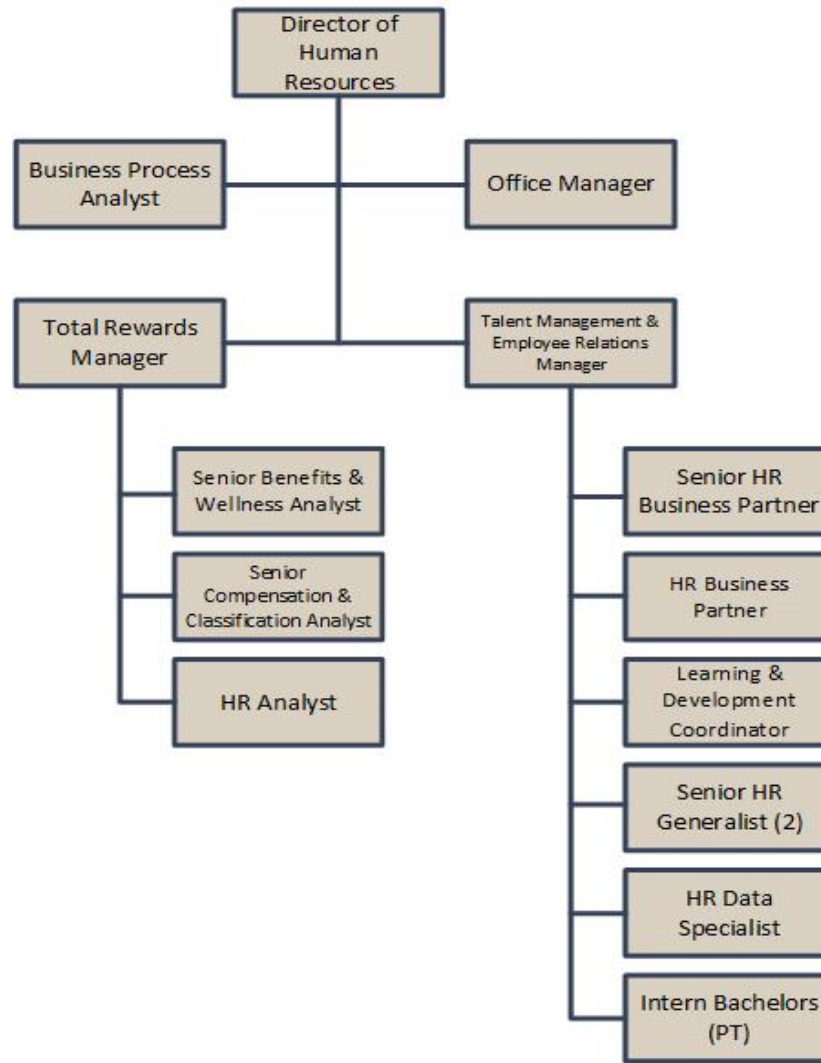 Director of
Human
Resources
Business Process
Analyst
Office Manager
Total Rewards
Manager
Talent Management &
Employee Relations
Manager
Senior Benefits &
Wellness Analyst
Senior
Compensation &
Classification Analyst
HR Analyst
Senior HR
Business Partner
HR Business
Partner
Learning &
Development
Coordinator
Senior HR
Generalist (2)
HR Data
Specialist
Intern Bachelors
(PT)